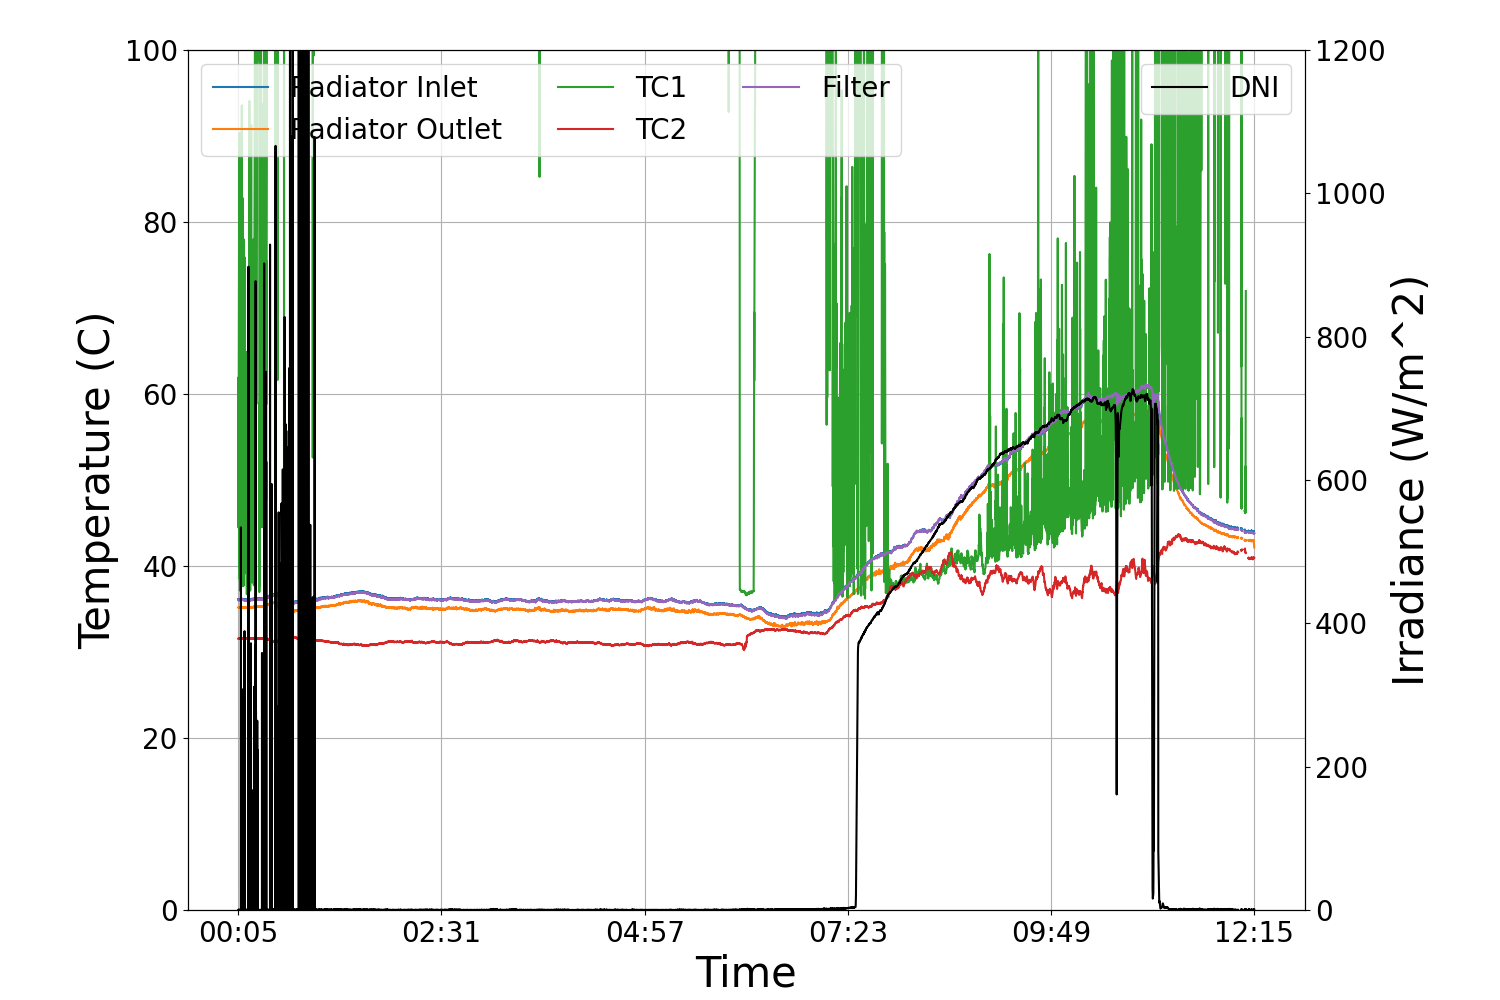 100
80
60
40
20
0
Temperature (C)
Radiator Inlet
Radiator Outlet
TC1
TC2
Filter
DNI
1200
1000
800
600
400
200
0
Irradiance (W/m^2)
00:05
02:31
04:57
07:23
09:49
12:15
Time